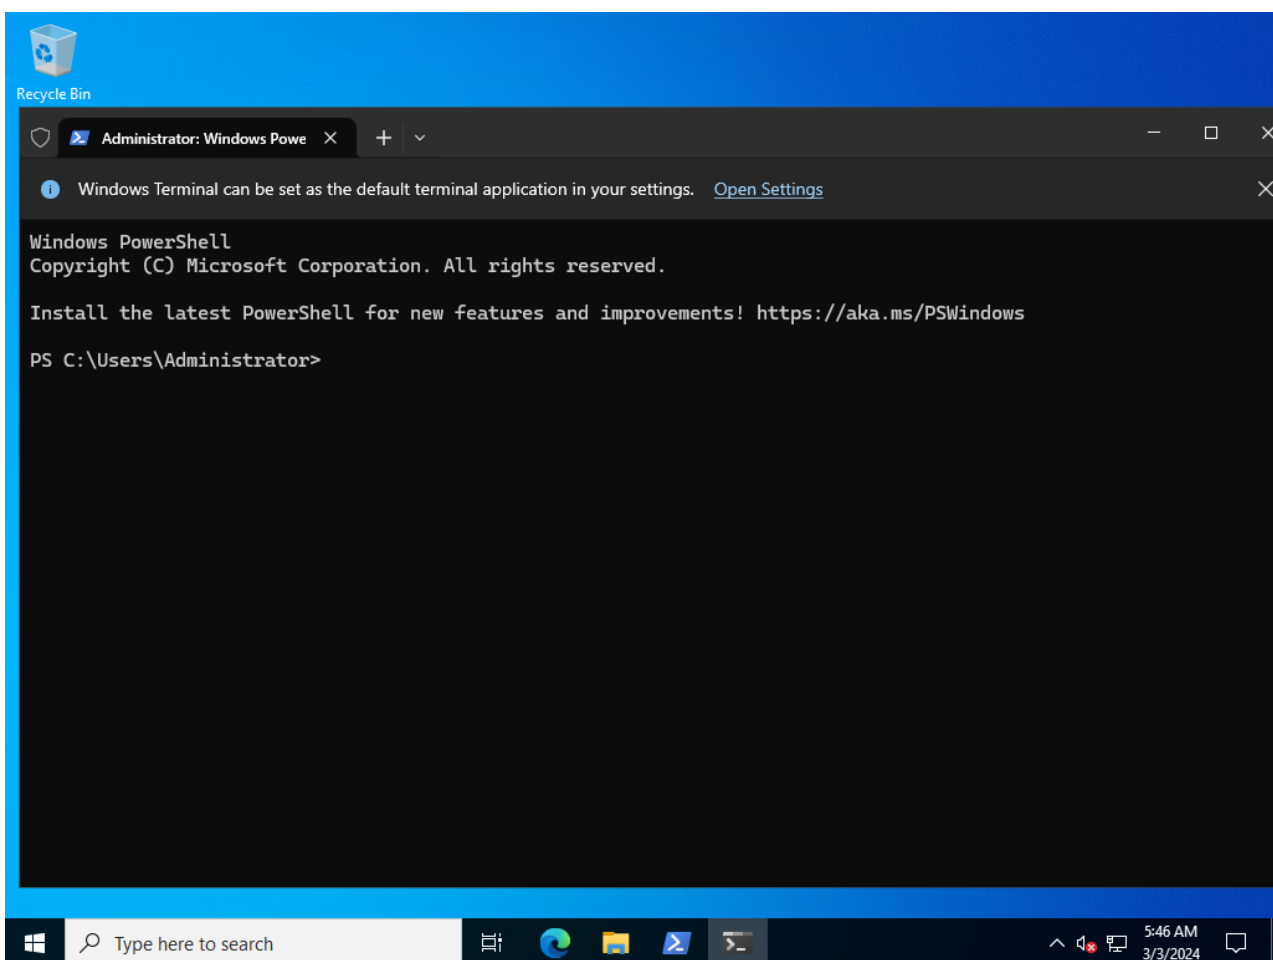 Recycle Bin
Administrator: Windows Powe
Windows Terminal can be set as the default terminal application in your settings. Open Settings
Windows PowerShell
Copyright (C) Microsoft Corporation. All rights reserved.
Install the latest PowerShell for new features and improvements! https://aka.ms/PSWindows
PS C:\Users\Administrator>
Type here to search
5:46 AM
3/3/2024